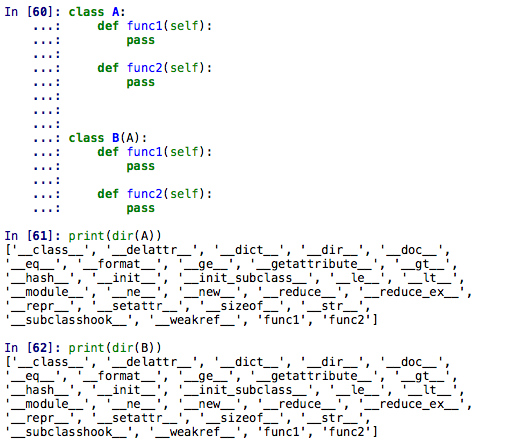 In [60]: class A:
    ...:     def func1(self):
    ...:         pass
    ...:
    ...:     def func2(self):
    ...:         pass
    ...:
    ...:
    ...:
    ...: class B(A):
    ...:     def func1(self):
    ...:         pass
    ...:
    ...:     def func2(self):
    ...:         pass
In [61]: print(dir(A))
['__class__', '__delattr__', '__dict__', '__dir__', '__doc__',
'__eq__', '__format__', '__ge__', '__getattribute__', '__gt__',
'__hash__', '__init__', '__init_subclass__', '__le__', '__lt__',
'__module__', '__ne__', '__new__', '__reduce__', '__reduce_ex__',
'__repr__', '__setattr__', '__sizeof__', '__str__',
'__subclasshook__', '__weakref__', 'func1', 'func2']
In [62]: print(dir(B))
['__class__', '__delattr__', '__dict__', '__dir__', '__doc__',
'__eq__', '__format__', '__ge__', '__getattribute__', '__gt__',
'__hash__', '__init__', '__init_subclass__', '__le__', '__lt__',
'__module__', '__ne__', '__new__', '__reduce__', '__reduce_ex__',
'__repr__', '__setattr__', '__sizeof__', '__str__',
'__subclasshook__', '__weakref__', 'func1', 'func2']